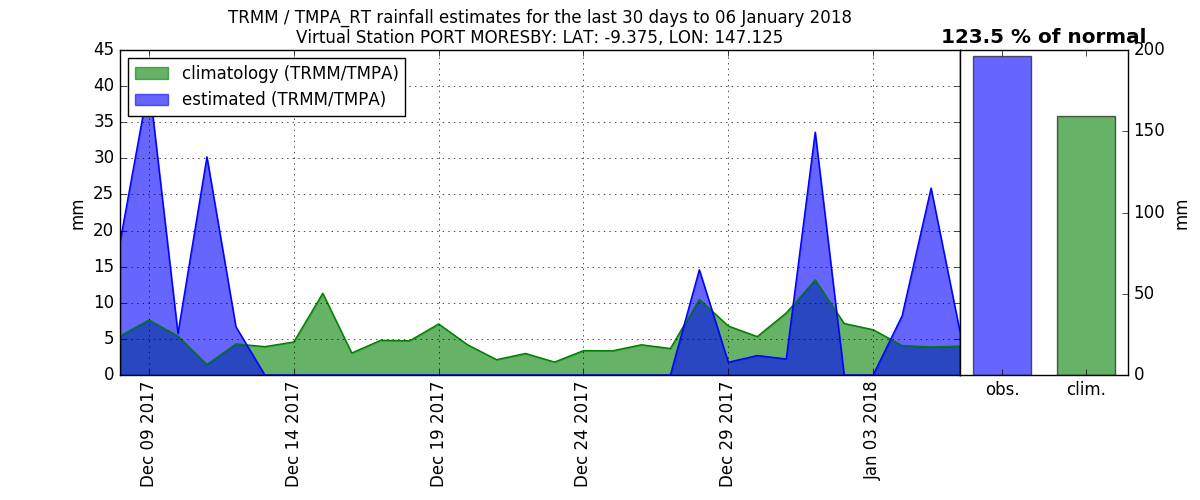 TRMM / TMPA_RT rainfall estimates for the last 30 days to 06 January 2018
Virtual Station PORT MORESBY: LAT: -9.375, LON: 147.125
123.5 % of normal
climatology (TRMM/TMPA)
estimated (TRMM/TMPA)
45
40
35
30
25
20
15
10
5
0
mm
Dec 09 2017
Dec 14 2017
Dec 19 2017
Dec 24 2017
Dec 29 2017
Jan 03 2018
obs.
clim.
200
150
100
50
0
mm